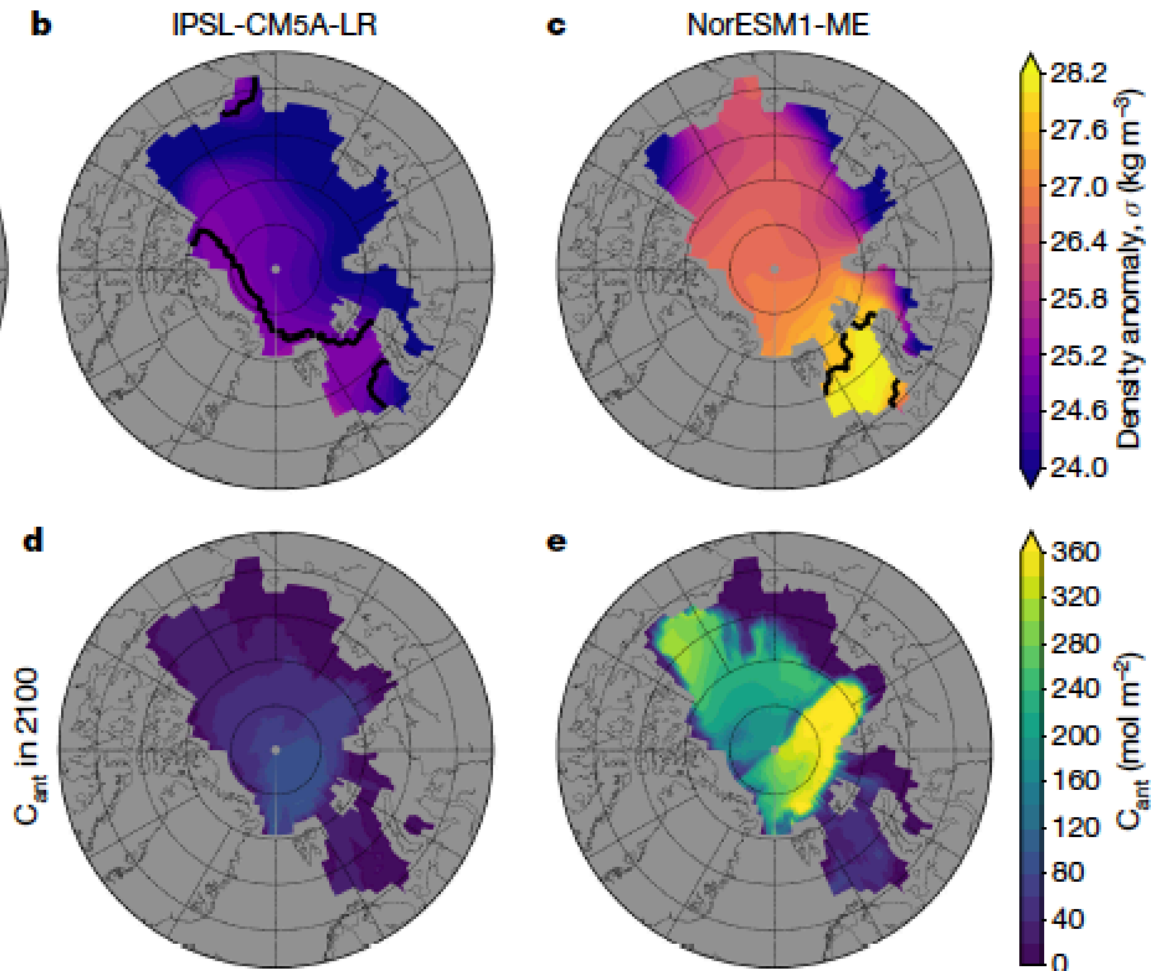 b IPSL-CM5A-LR
c NorESM1-ME
28.2
27.6
27.0
26.4
25.8
25.2
24.6
24.0
Density anomaly, σ (kg m⁻³)
d
e
C_ant in 2100
360
320
280
240
200
160
120
80
40
0
C_ant (mol m⁻²)